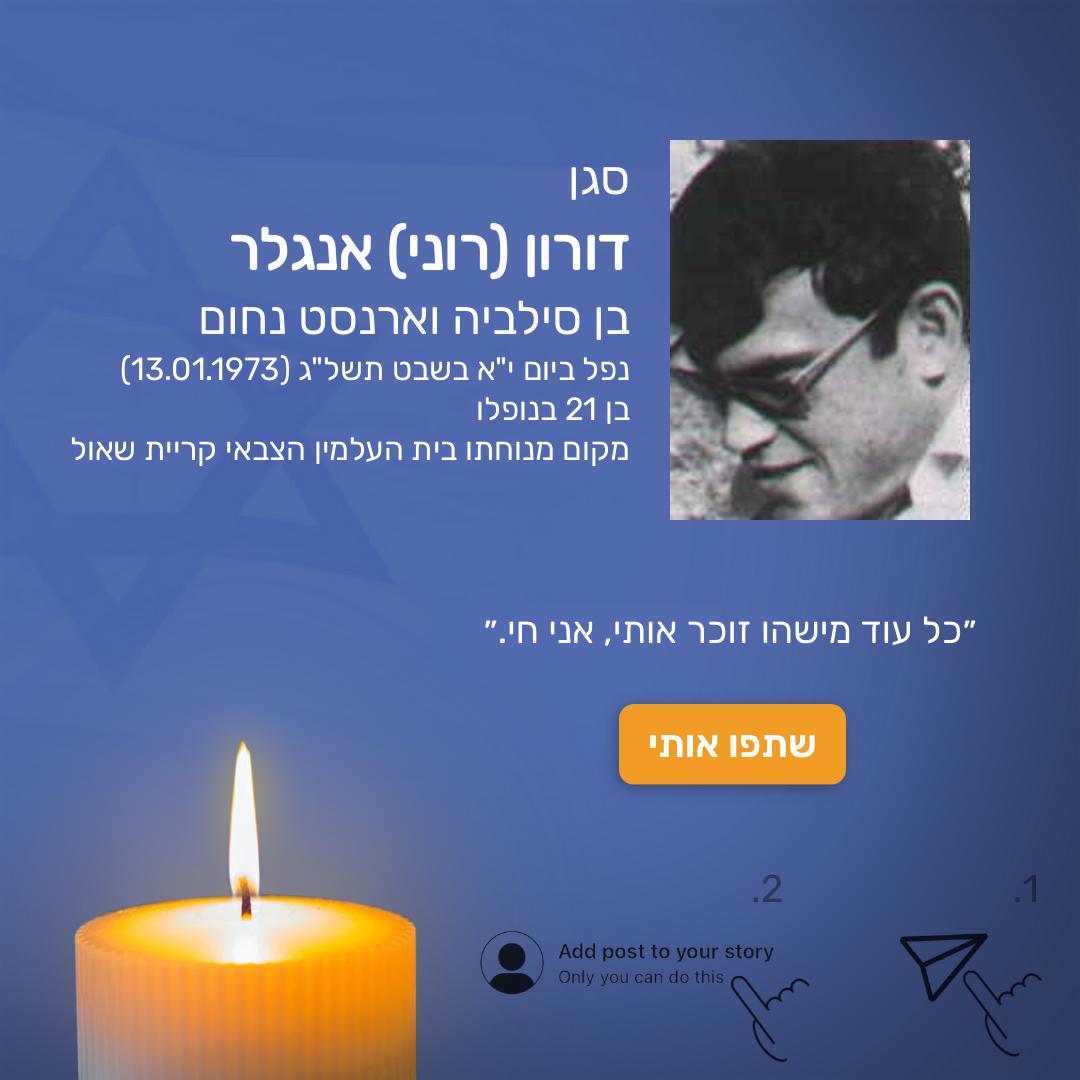 סגן
דורון (רוני) אנגלר
בן סילביה וארנסט נחום
נפל ביום י"א בשבט תשל"ג (13.01.1973)
בן 21 בנופלו
מקום מנוחתו בית העלמין הצבאי קריית שאול
״כל עוד מישהו זוכר אותי, אני חי.״
שתפו אותי
.1
.2
Add post to your story
Only you can do this